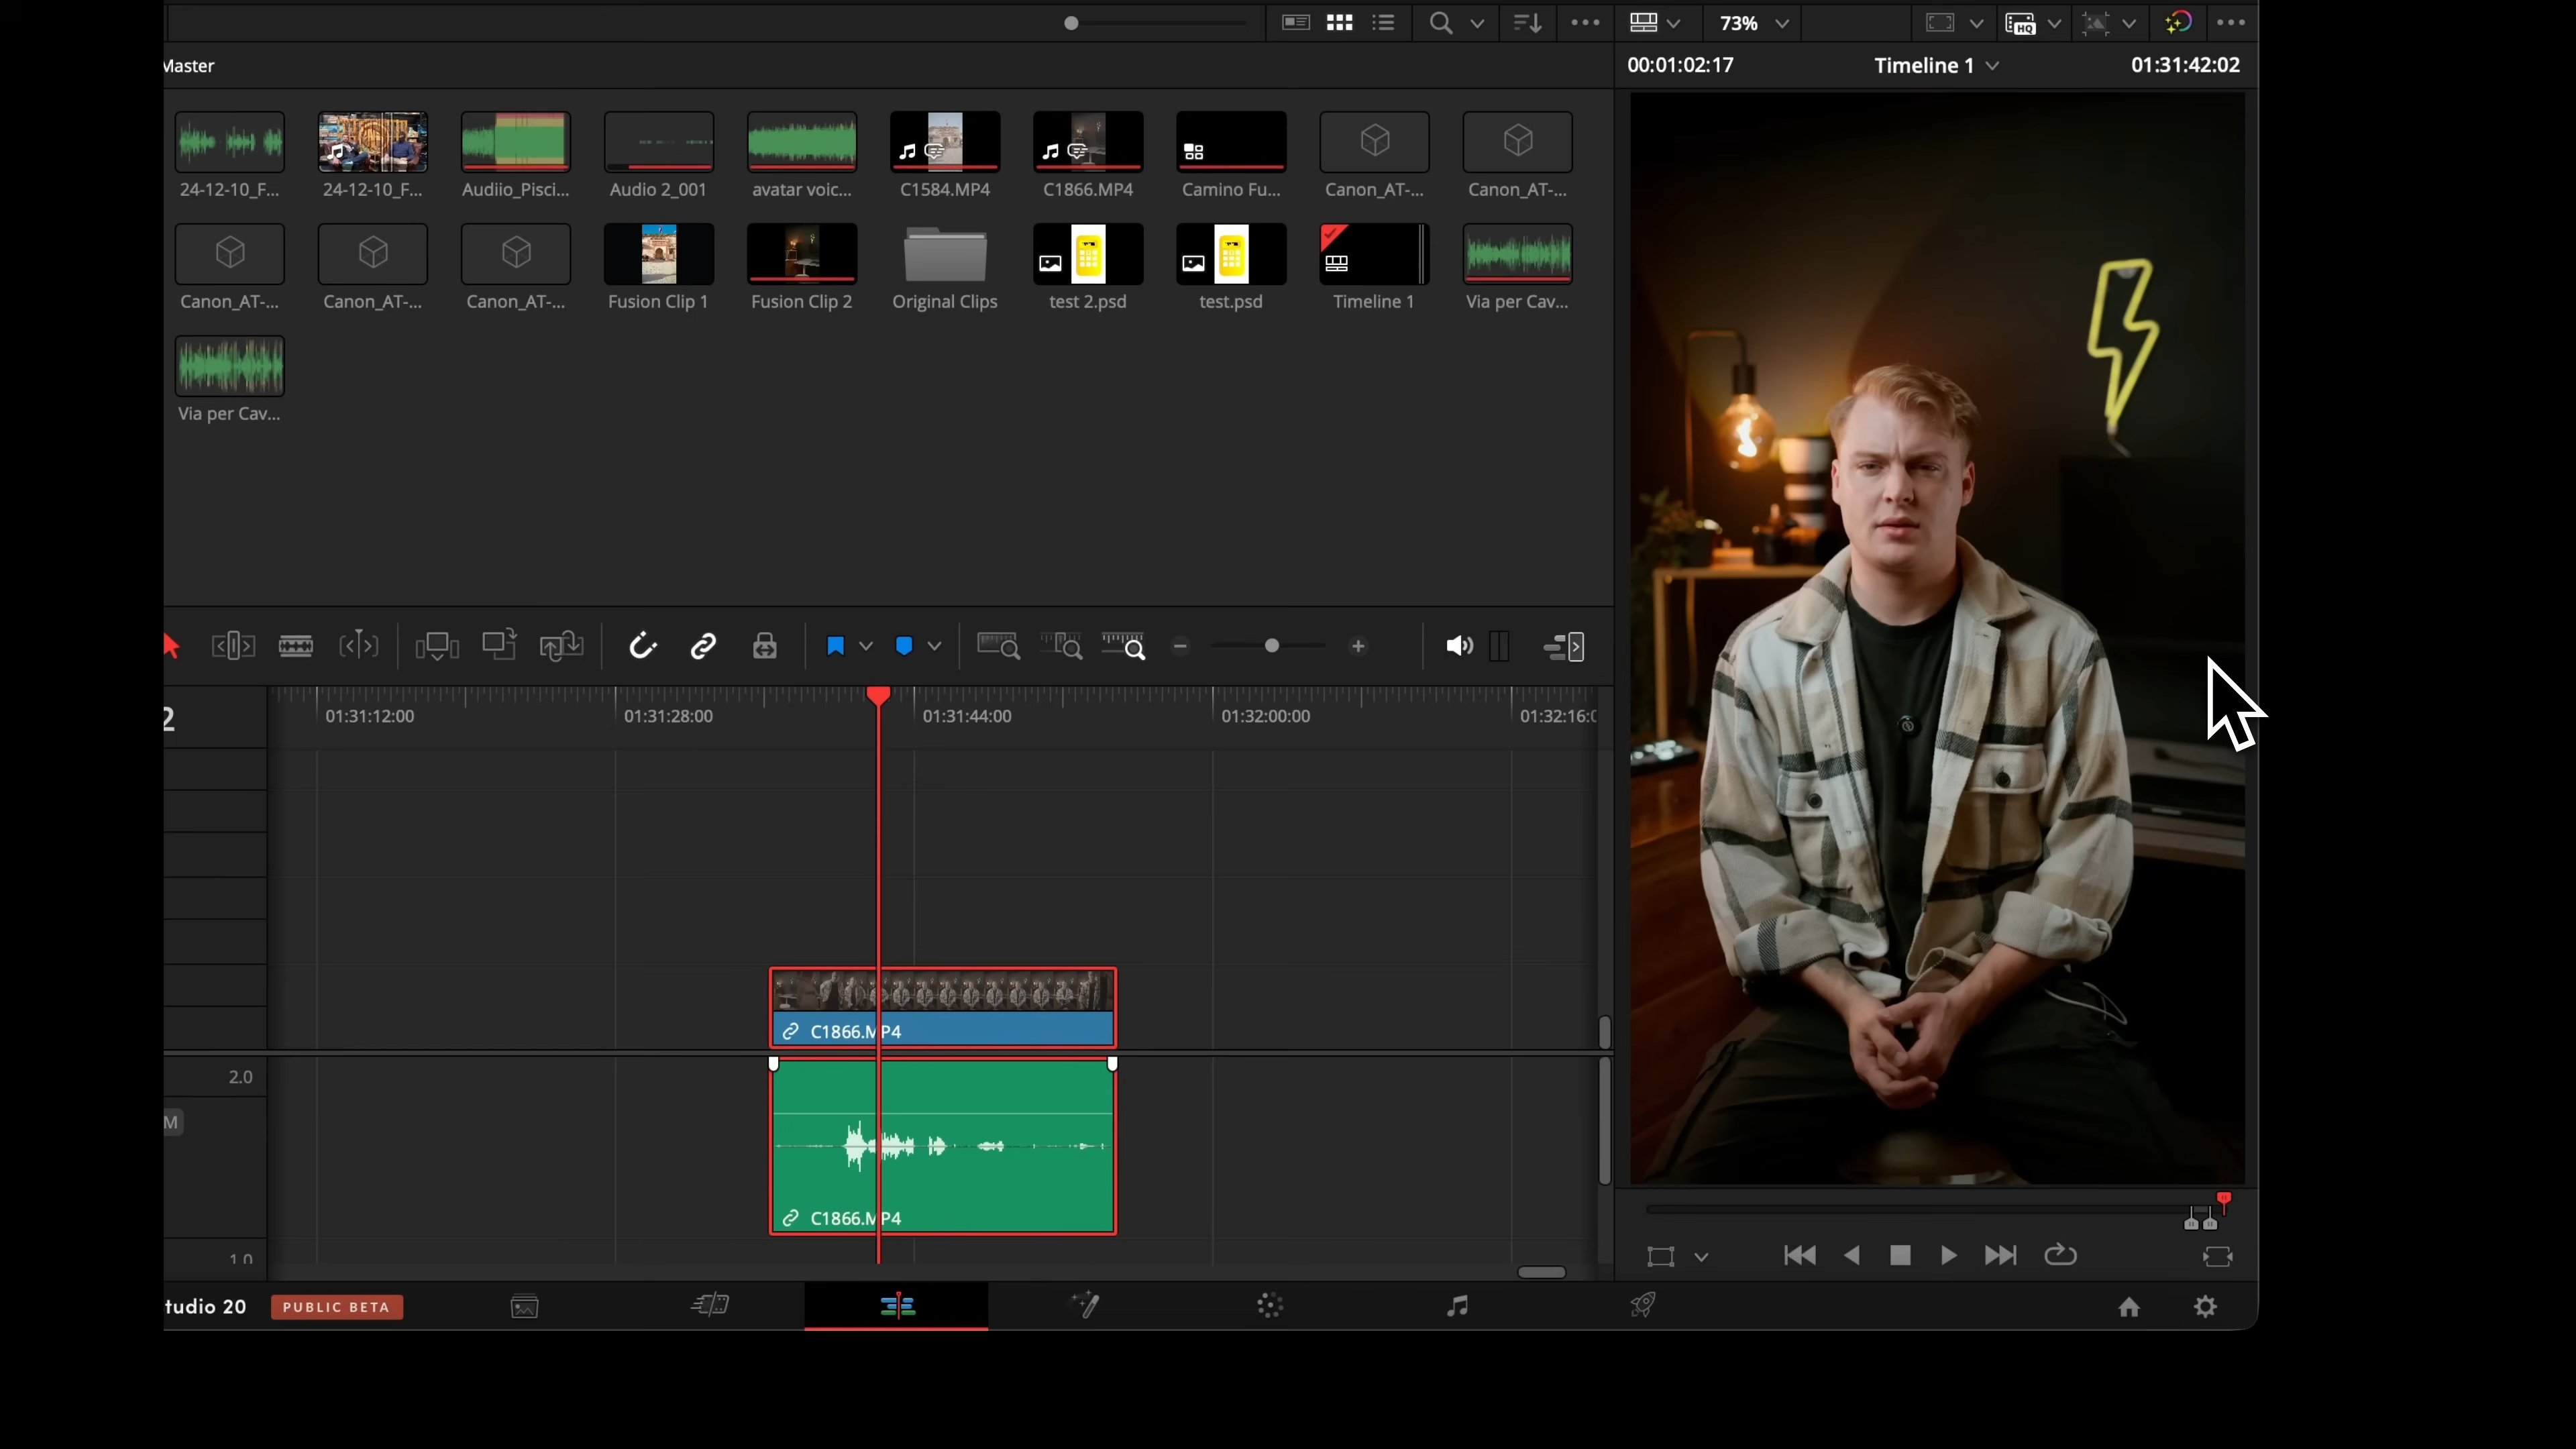 73%
HQ
Master
00:01:02:17
Timeline 1
01:31:42:02
24-12-10_F...
24-12-10_F...
Audiio_Pisci...
Audio 2_001
avatar voic...
C1584.MP4
C1866.MP4
Camino Fu...
Canon_AT-...
Canon_AT-...
Canon_AT-...
Canon_AT-...
Canon_AT-...
Fusion Clip 1
Fusion Clip 2
Original Clips
test 2.psd
test.psd
Timeline 1
Via per Cav...
Via per Cav...
2
01:31:12:00
01:31:28:00
01:31:44:00
01:32:00:00
01:32:16:0
C1866.MP4
2.0
M
C1866.MP4
1.0
tudio 20
PUBLIC BETA